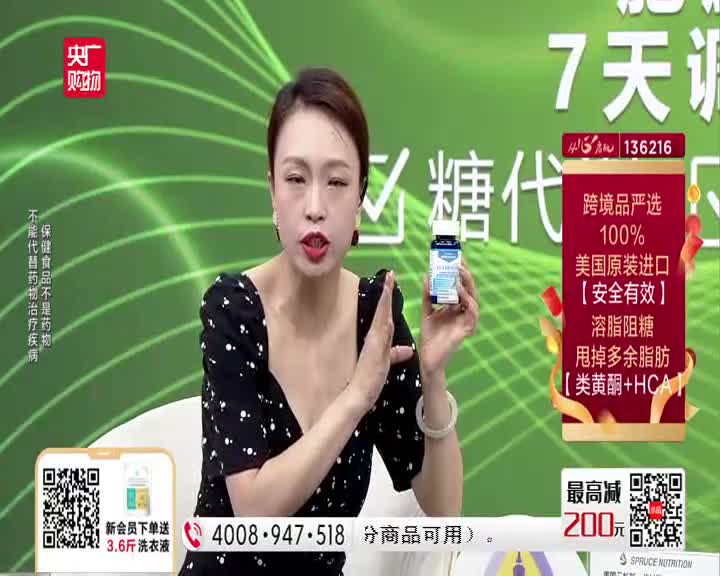 央广
购物
7天调
糖代
保健食品不是药物
不能代替药物治疗疾病
136216
跨境品严选
100%
美国原装进口
【安全有效】
溶脂阻糖
甩掉多余脂肪
【类黄酮+HCA】
新会员下单送
3.6斤洗衣液
4008·947·518
商品可用）。
最高减
200元
SPRUCE NUTRITION